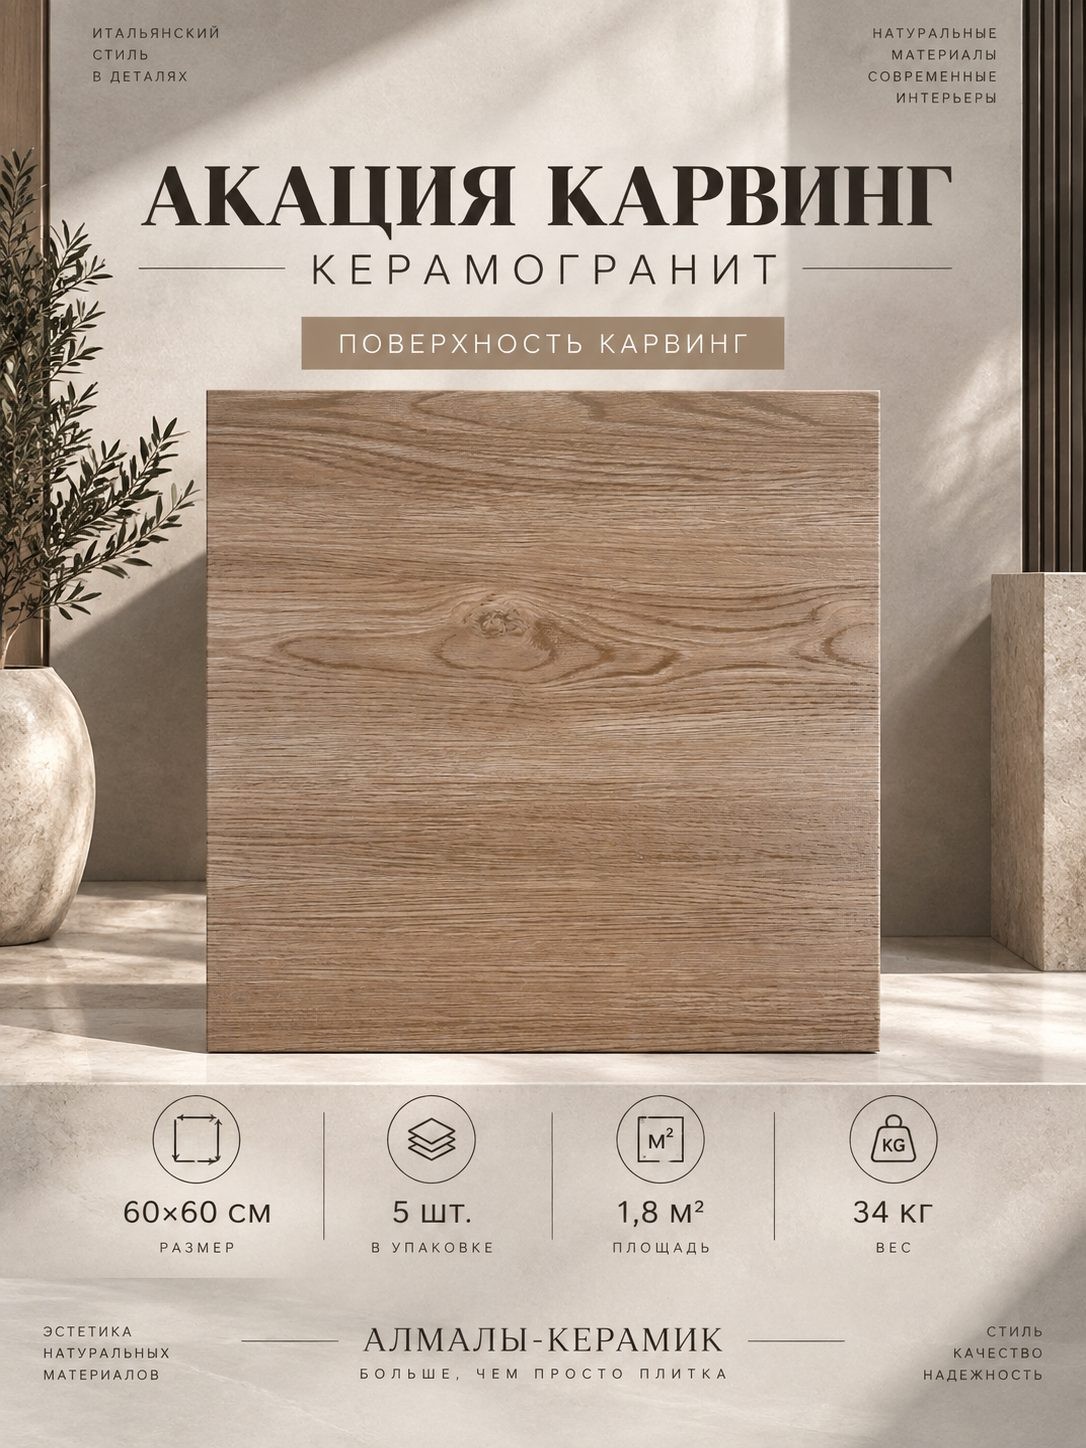 ИТАЛЬЯНСКИЙ
СТИЛЬ
В ДЕТАЛЯХ
НАТУРАЛЬНЫЕ
МАТЕРИАЛЫ
СОВРЕМЕННЫЕ
ИНТЕРЬЕРЫ
АКАЦИЯ КАРВИНГ
КЕРАМОГРАНИТ
ПОВЕРХНОСТЬ КАРВИНГ
М²
KG
60×60 СМ
5 ШТ.
1,8 М²
34 КГ
РАЗМЕР
В УПАКОВКЕ
ПЛОЩАДЬ
ВЕС
ЭСТЕТИКА
НАТУРАЛЬНЫХ
МАТЕРИАЛОВ
АЛМАЛЫ-КЕРАМИК
БОЛЬШЕ, ЧЕМ ПРОСТО ПЛИТКА
СТИЛЬ
КАЧЕСТВО
НАДЕЖНОСТЬ